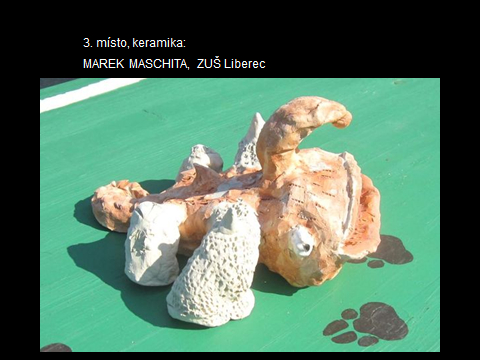 3. místo, keramika:
MAREK MASCHITA, ZUŠ Liberec